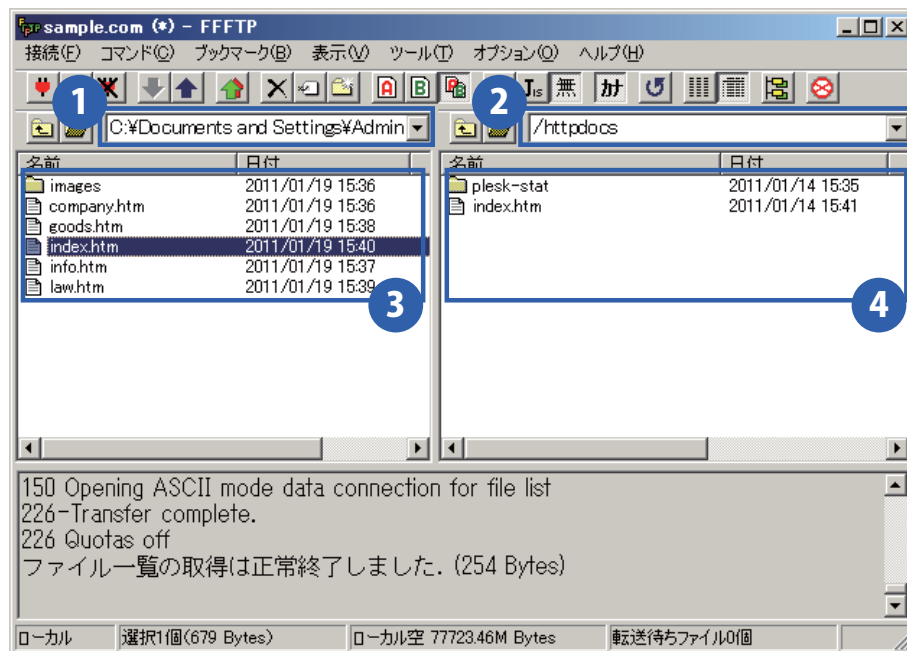 sample.com (*) - FFFTP
接続(F) コマンド(C) ブックマーク(B) 表示(V) ツール(T) オプション(O) ヘルプ(H)
1 2 A B JIS 無 カナ
C:¥Documents and Settings¥Admin /httpdocs
名前 日付 名前 日付
images 2011/01/19 15:36
company.htm 2011/01/19 15:36
goods.htm 2011/01/19 15:38
index.htm 2011/01/19 15:40
info.htm 2011/01/19 15:37
law.htm 2011/01/19 15:39
3
plesk-stat 2011/01/14 15:35
index.htm 2011/01/14 15:41
4
150 Opening ASCII mode data connection for file list
226-Transfer complete.
226 Quotas off
ファイル一覧の取得は正常終了しました. (254 Bytes)
ローカル 選択1個(679 Bytes) ローカル空 77723.46M Bytes 転送待ちファイル0個